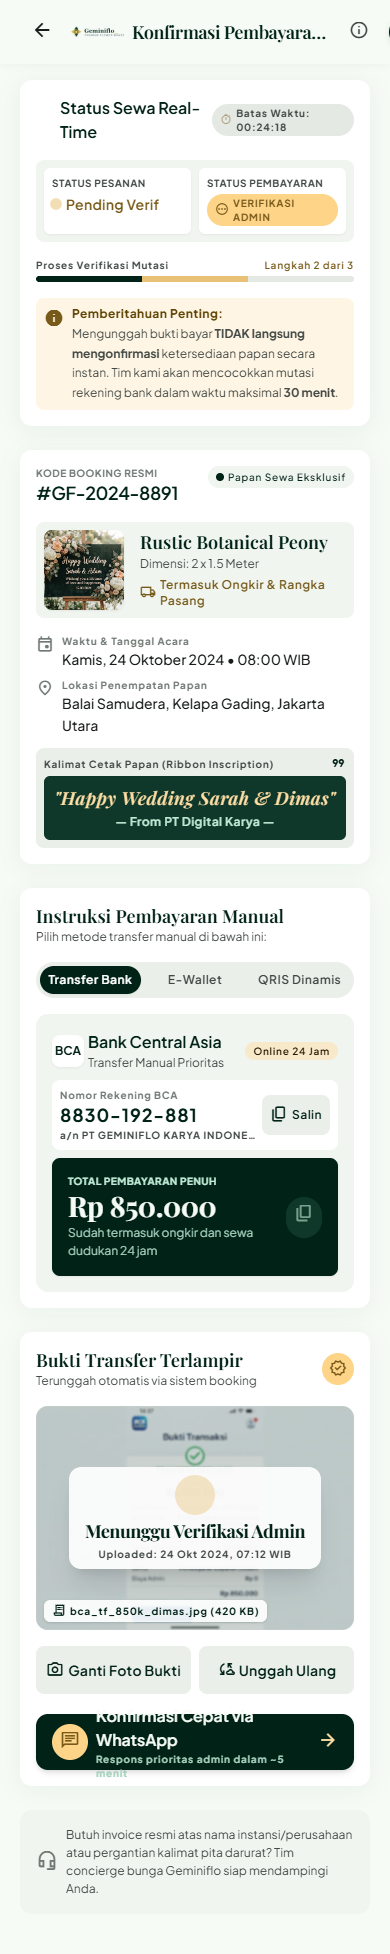 Geminiflo
Konfirmasi Pembayara...
Status Sewa Real-
Time
Batas Waktu:
00:24:18
STATUS PESANAN
Pending Verif
STATUS PEMBAYARAN
VERIFIKASI
ADMIN
Proses Verifikasi Mutasi
Langkah 2 dari 3
Pemberitahuan Penting:
Mengunggah bukti bayar TIDAK langsung
mengonfirmasi ketersediaan papan secara
instan. Tim kami akan mencocokkan mutasi
rekening bank dalam waktu maksimal 30 menit.
KODE BOOKING RESMI
#GF-2024-8891
Papan Sewa Eksklusif
Happy Wedding
Sarah & Adam
Rustic Botanical Peony
Dimensi: 2 x 1.5 Meter
Termasuk Ongkir & Rangka
Pasang
Waktu & Tanggal Acara
Kamis, 24 Oktober 2024 • 08:00 WIB
Lokasi Penempatan Papan
Balai Samudera, Kelapa Gading, Jakarta
Utara
Kalimat Cetak Papan (Ribbon Inscription)
"Happy Wedding Sarah & Dimas"
— From PT Digital Karya —
Instruksi Pembayaran Manual
Pilih metode transfer manual di bawah ini:
Transfer Bank
E-Wallet
QRIS Dinamis
BCA
Bank Central Asia
Transfer Manual Prioritas
Online 24 Jam
Nomor Rekening BCA
8830-192-881
a/n PT GEMINIFLO KARYA INDONE...
Salin
TOTAL PEMBAYARAN PENUH
Rp 850.000
Sudah termasuk ongkir dan sewa
dudukan 24 jam
Bukti Transfer Terlampir
Terunggah otomatis via sistem booking
Bukti Transaksi
Menunggu Verifikasi Admin
Uploaded: 24 Okt 2024, 07:12 WIB
Rp 850.000
bca_tf_850k_dimas.jpg (420 KB)
Ganti Foto Bukti
Unggah Ulang
Konfirmasi Cepat via
WhatsApp
Respons prioritas admin dalam ~5
menit
Butuh invoice resmi atas nama instansi/perusahaan
atau pergantian kalimat pita darurat? Tim
concierge bunga Geminiflo siap mendampingi
Anda.